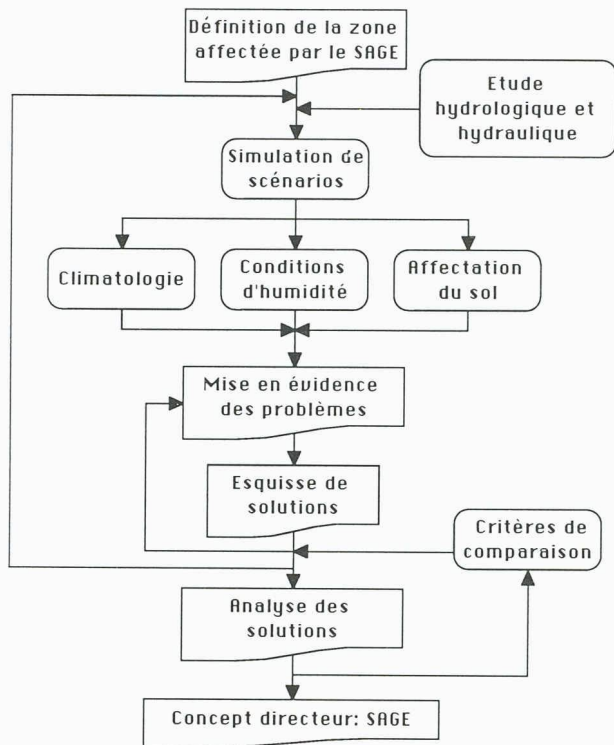 Définition de la zone
affectée par le SAGE
Etude
hydrologique et
hydraulique
Simulation de
scénarios
Climatologie
Conditions
d'humidité
Affectation
du sol
Mise en évidence
des problèmes
Esquisse de
solutions
Critères de
comparaison
Analyse des
solutions
Concept directeur: SAGE